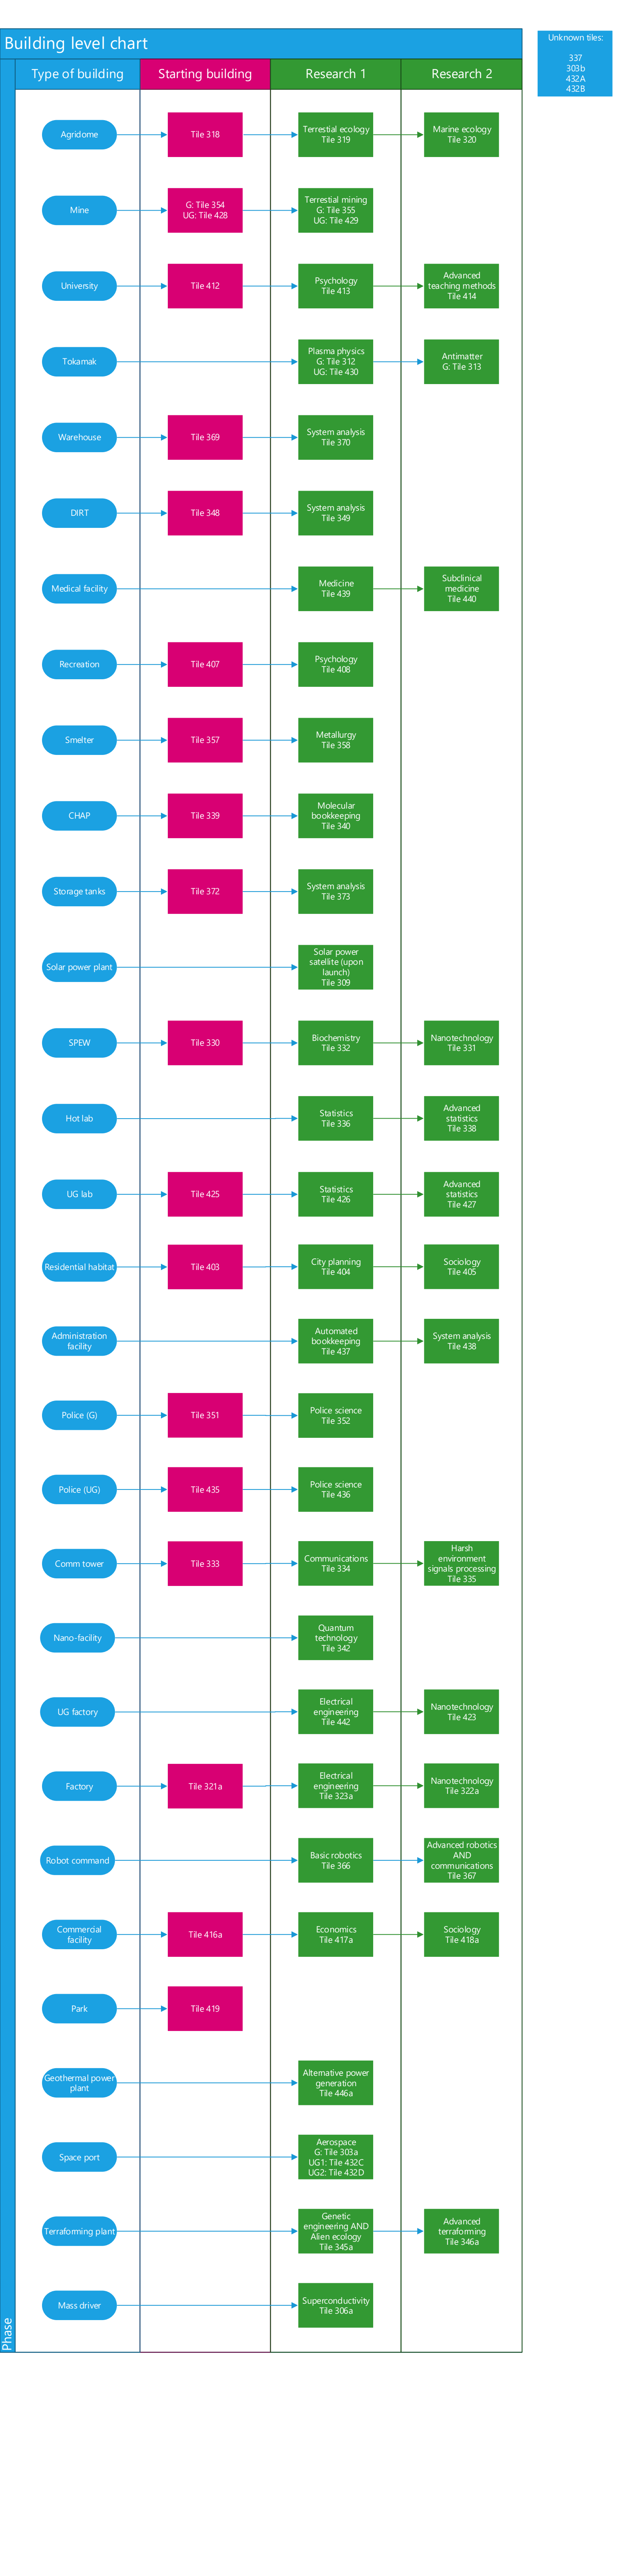 Building level chart
Unknown tiles:
337
303b
432A
432B
Type of building
Starting building
Research 1
Research 2
Agridome
Tile 318
Terrestial ecology
Tile 319
Marine ecology
Tile 320
Mine
G: Tile 354
UG: Tile 428
Terrestial mining
G: Tile 355
UG: Tile 429
University
Tile 412
Psychology
Tile 413
Advanced
teaching methods
Tile 414
Tokamak
Plasma physics
G: Tile 312
UG: Tile 430
Antimatter
G: Tile 313
Warehouse
Tile 369
System analysis
Tile 370
DIRT
Tile 348
System analysis
Tile 349
Medical facility
Medicine
Tile 439
Subclinical
medicine
Tile 440
Recreation
Tile 407
Psychology
Tile 408
Smelter
Tile 357
Metallurgy
Tile 358
CHAP
Tile 339
Molecular
bookkeeping
Tile 340
Storage tanks
Tile 372
System analysis
Tile 373
Solar power plant
Solar power
satellite (upon
launch)
Tile 309
SPEW
Tile 330
Biochemistry
Tile 332
Nanotechnology
Tile 331
Hot lab
Statistics
Tile 336
Advanced
statistics
Tile 338
UG lab
Tile 425
Statistics
Tile 426
Advanced
statistics
Tile 427
Residential habitat
Tile 403
City planning
Tile 404
Sociology
Tile 405
Administration
facility
Automated
bookkeeping
Tile 437
System analysis
Tile 438
Police (G)
Tile 351
Police science
Tile 352
Police (UG)
Tile 435
Police science
Tile 436
Comm tower
Tile 333
Communications
Tile 334
Harsh
environment
signals processing
Tile 335
Nano-facility
Quantum
technology
Tile 342
UG factory
Electrical
engineering
Tile 442
Nanotechnology
Tile 423
Factory
Tile 321a
Electrical
engineering
Tile 323a
Nanotechnology
Tile 322a
Robot command
Basic robotics
Tile 366
Advanced robotics
AND
communications
Tile 367
Commercial
facility
Tile 416a
Economics
Tile 417a
Sociology
Tile 418a
Park
Tile 419
Geothermal power
plant
Alternative power
generation
Tile 446a
Space port
Aerospace
G: Tile 303a
UG1: Tile 432C
UG2: Tile 432D
Terraforming plant
Genetic
engineering AND
Alien ecology
Tile 345a
Advanced
terraforming
Tile 346a
Mass driver
Superconductivity
Tile 306a
Phase